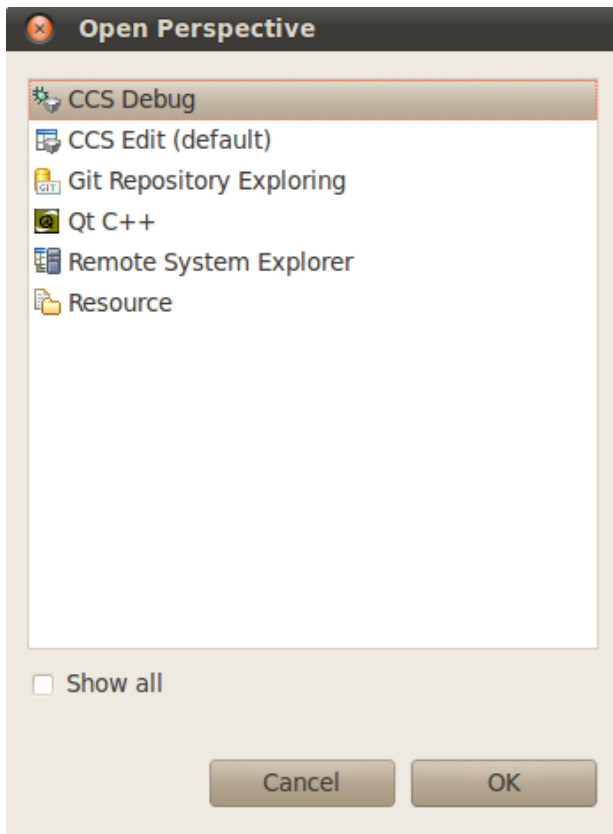 Open Perspective
CCS Debug
CCS Edit (default)
GIT Git Repository Exploring
Qt C++
Remote System Explorer
Resource
Show all
Cancel OK